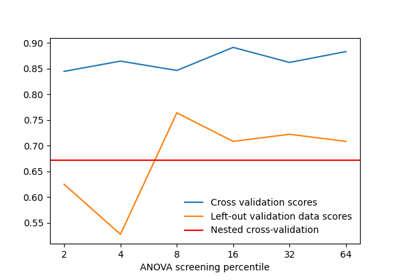 0.90
0.85
0.80
0.75
0.70
0.65
0.60
0.55
Cross validation scores
Left-out validation data scores
Nested cross-validation
2 4 8 16 32 64
ANOVA screening percentile